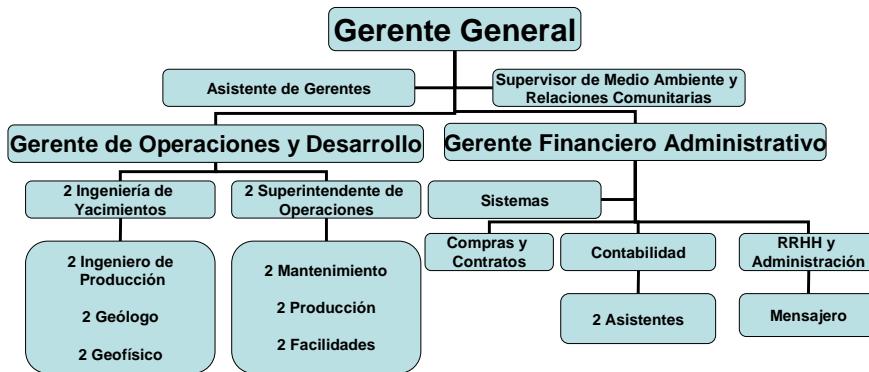 Gerente General
Asistente de Gerentes
Supervisor de Medio Ambiente y
Relaciones Comunitarias
Gerente de Operaciones y Desarrollo
Gerente Financiero Administrativo
2 Ingeniería de
Yacimientos
2 Superintendente de
Operaciones
Sistemas
Compras y
Contratos
Contabilidad
RRHH y
Administración
2 Ingeniero de
Producción
2 Geólogo
2 Geofísico
2 Mantenimiento
2 Producción
2 Facilidades
2 Asistentes
Mensajero